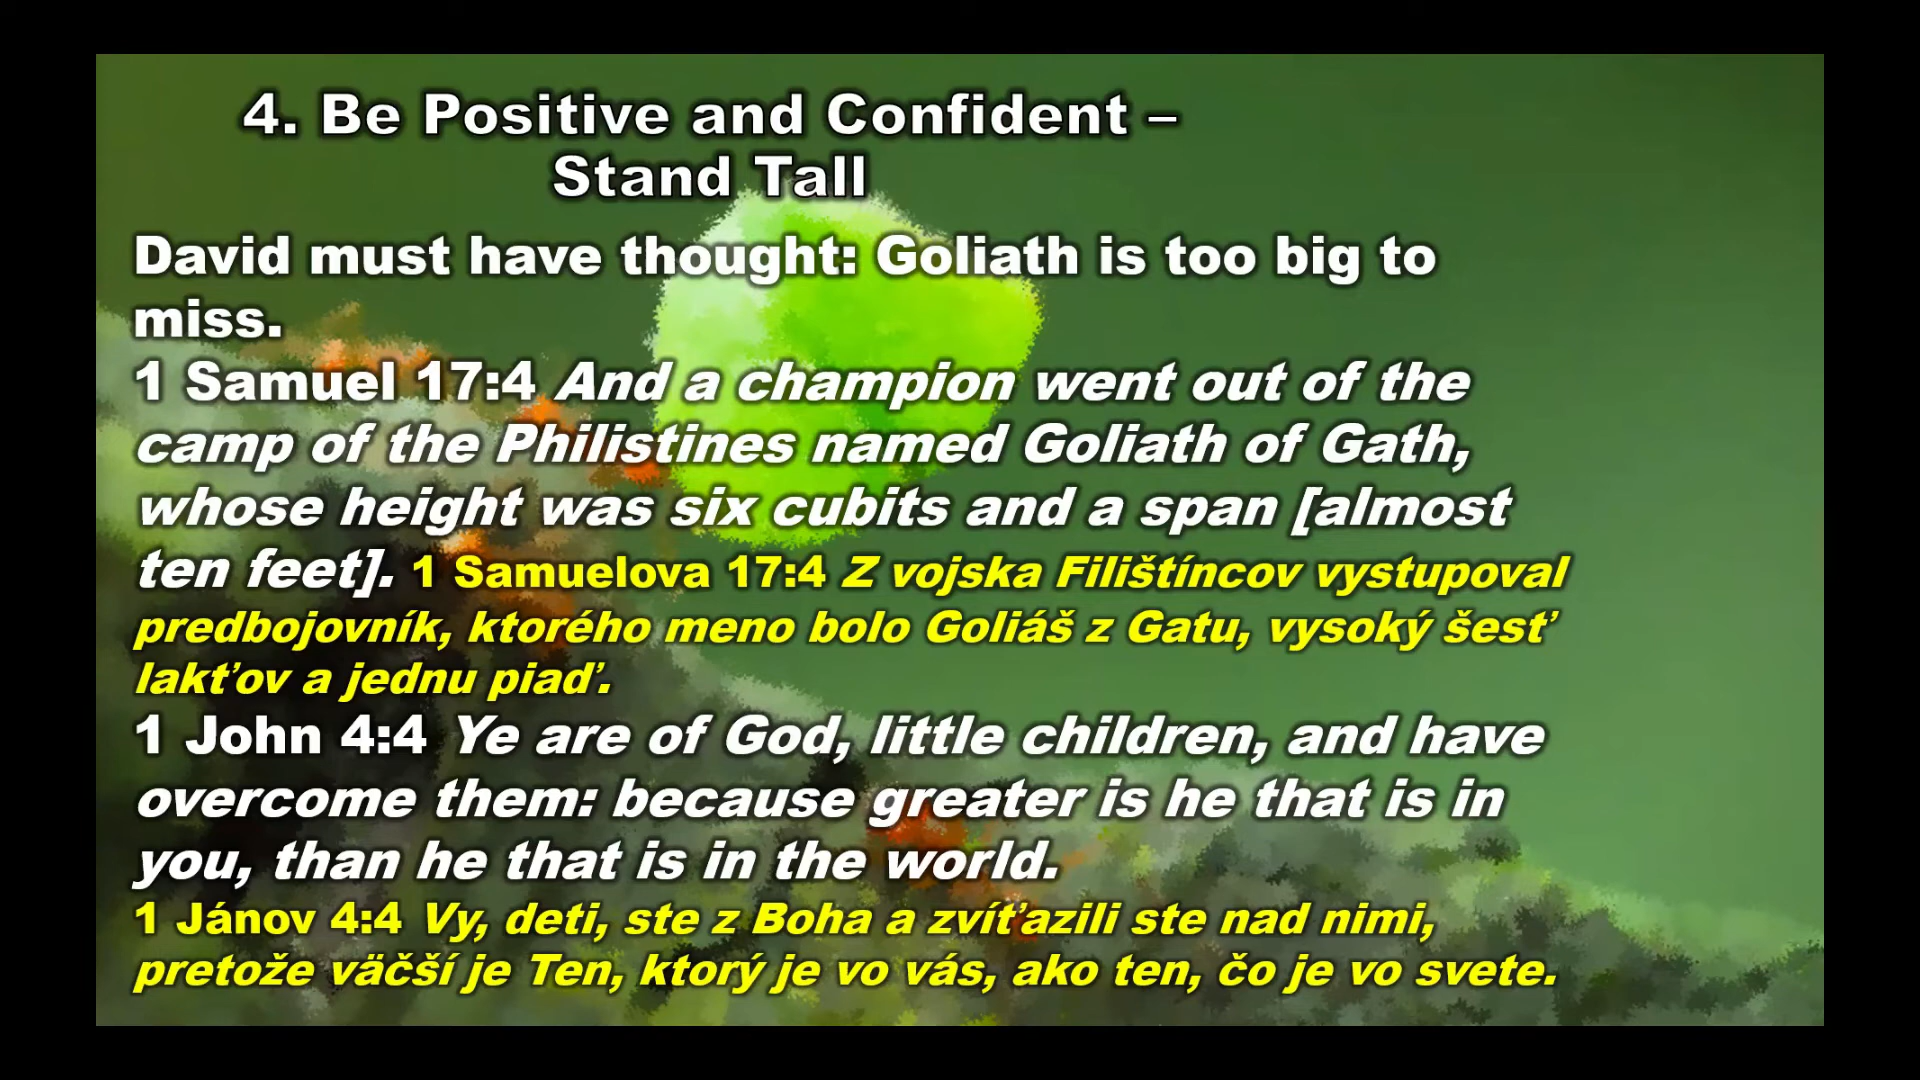 4. Be Positive and Confident –
Stand Tall
David must have thought: Goliath is too big to
miss.
1 Samuel 17:4 And a champion went out of the
camp of the Philistines named Goliath of Gath,
whose height was six cubits and a span [almost
ten feet]. 1 Samuelova 17:4 Z vojska Filištíncov vystupoval
predbojovník, ktorého meno bolo Goliáš z Gatu, vysoký šesť
lakťov a jednu piaď.
1 John 4:4 Ye are of God, little children, and have
overcome them: because greater is he that is in
you, than he that is in the world.
1 Jánov 4:4 Vy, deti, ste z Boha a zvíťazili ste nad nimi,
pretože väčší je Ten, ktorý je vo vás, ako ten, čo je vo svete.